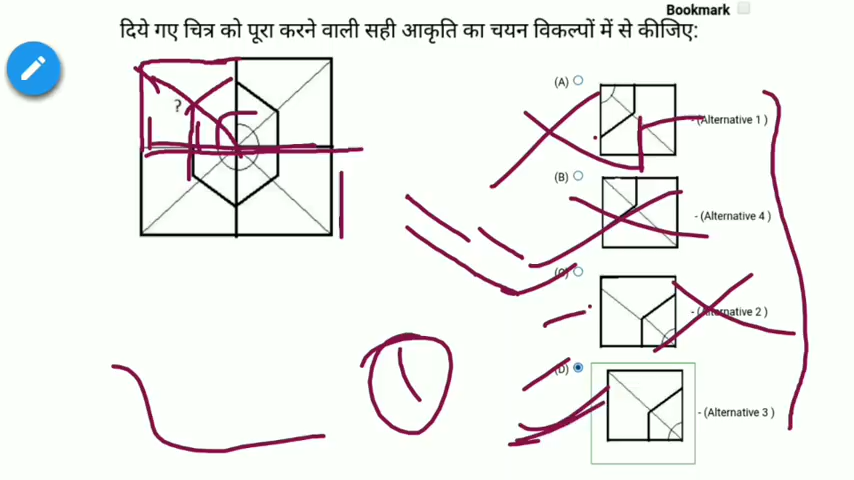 Bookmark
दिये गए चित्र को पूरा करने वाली सही आकृति का चयन विकल्पों में से कीजिए:
?
(A)
- (Alternative 1 )
(B)
- (Alternative 4 )
(C)
- (Alternative 2 )
(D)
- (Alternative 3 )